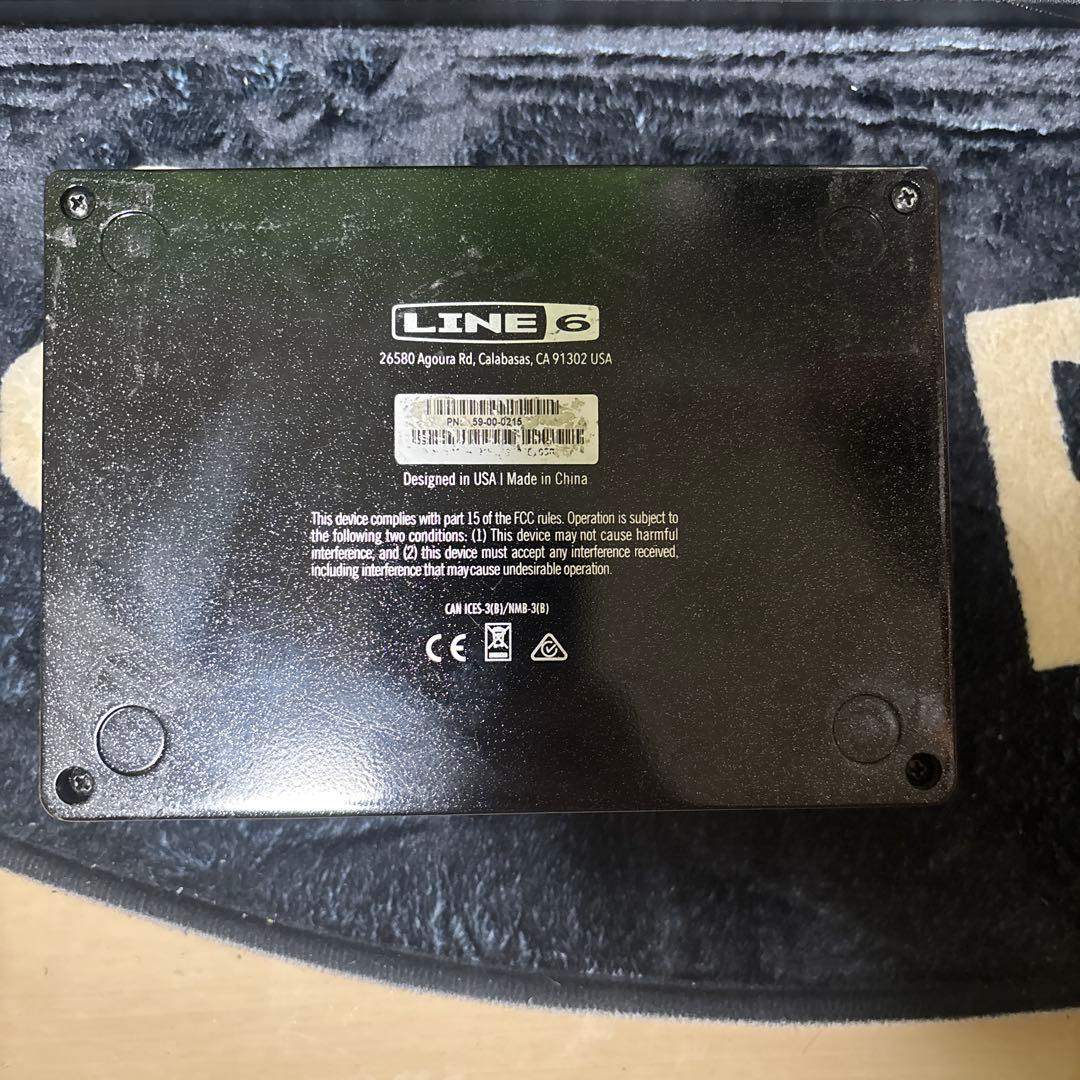 LINE 6
26580 Agoura Rd, Calabasas, CA 91302 USA
PN: 59-00-0215
Designed in USA | Made in China
This device complies with part 15 of the FCC rules. Operation is subject to
the following two conditions: (1) This device may not cause harmful
interference, and (2) this device must accept any interference received,
including interference that may cause undesirable operation.
CAN ICES-3(B)/NMB-3(B)
CE